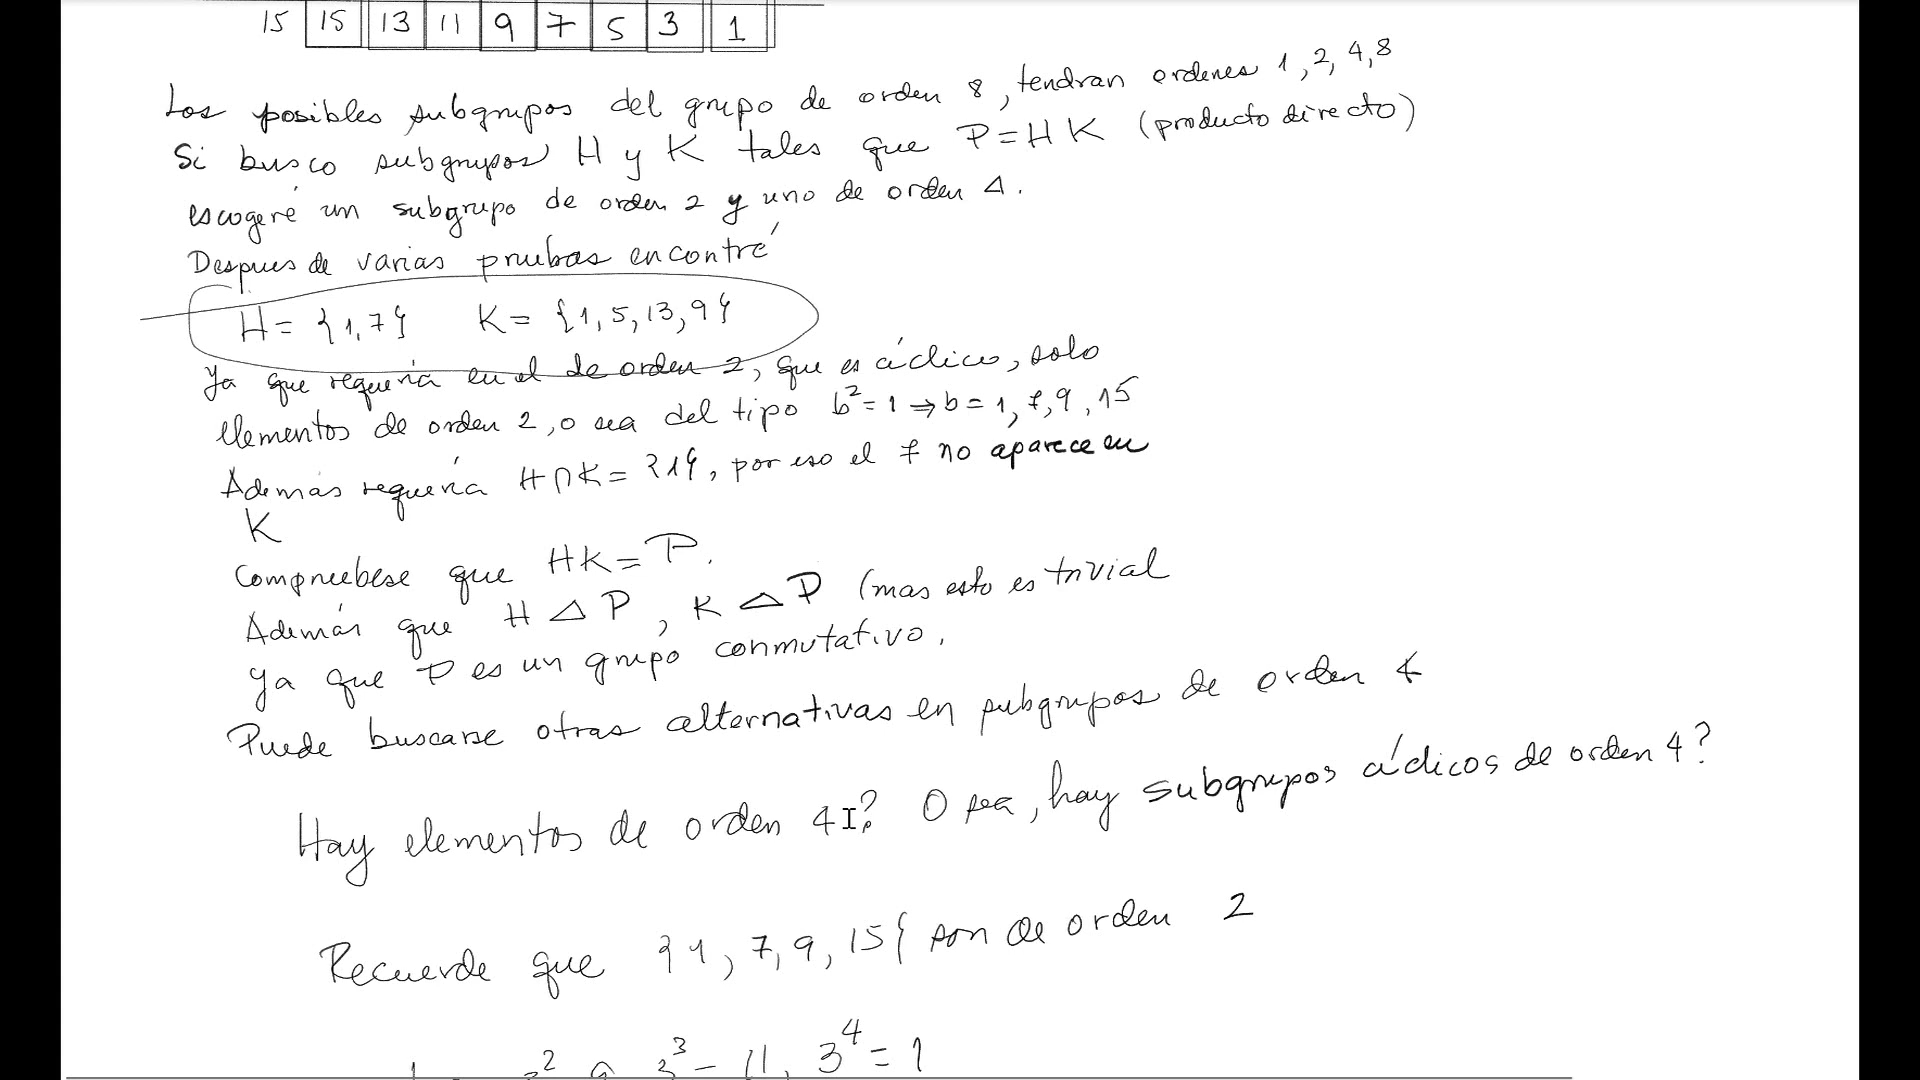 15 15 13 11 9 7 5 3 1
Los posibles subgrupos del grupo de orden 8, tendran ordenes 1, 2, 4, 8
Si busco subgrupos H y K tales que P = H K (producto directo)
escogeré un subgrupo de orden 2 y uno de orden 4.
Despues de varias pruebas encontré
H = {1, 7} K = {1, 5, 13, 9}
Ya que requería en el de orden 2, que es cíclico, solo
elementos de orden 2, o sea del tipo b² = 1 ⇒ b = 1, 7, 9, 15
Además requería H ∩ K = {1}, por eso el 7 no aparece en
K
Compruebese que HK = P.
Además que H △ P, K △ P (mas esto es trivial
ya que P es un grupo conmutativo.
Puede buscarse otras alternativas en subgrupos de orden 4
Hay elementos de orden 4? O sea, hay subgrupos cíclicos de orden 4?
Recuerde que {1, 7, 9, 15} son de orden 2
3³ = 11, 3⁴ = 1